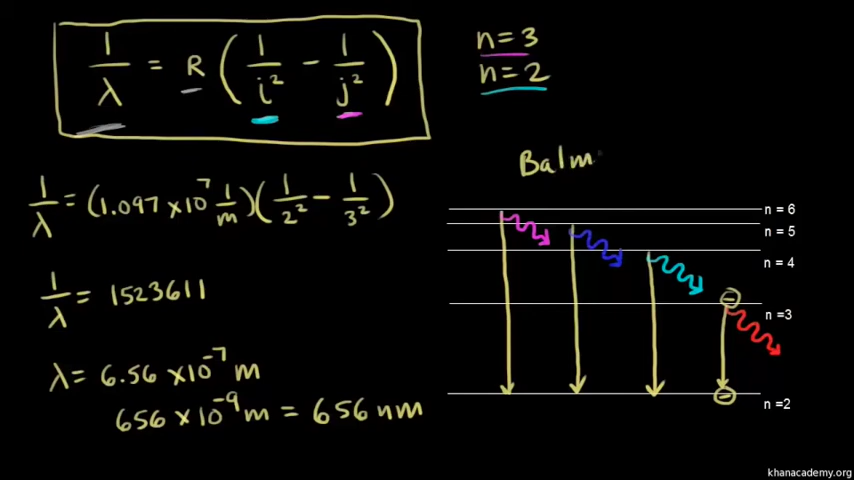 1/λ = R (1/i² − 1/j²)
n=3
n=2
1/λ = (1.097 ×10⁷ 1/m)(1/2² − 1/3²)
1/λ = 1523611
λ = 6.56 ×10⁻⁷ m
656 ×10⁻⁹ m = 656 nm
Balm
n = 6
n = 5
n = 4
n =3
n =2
khanacademy.org